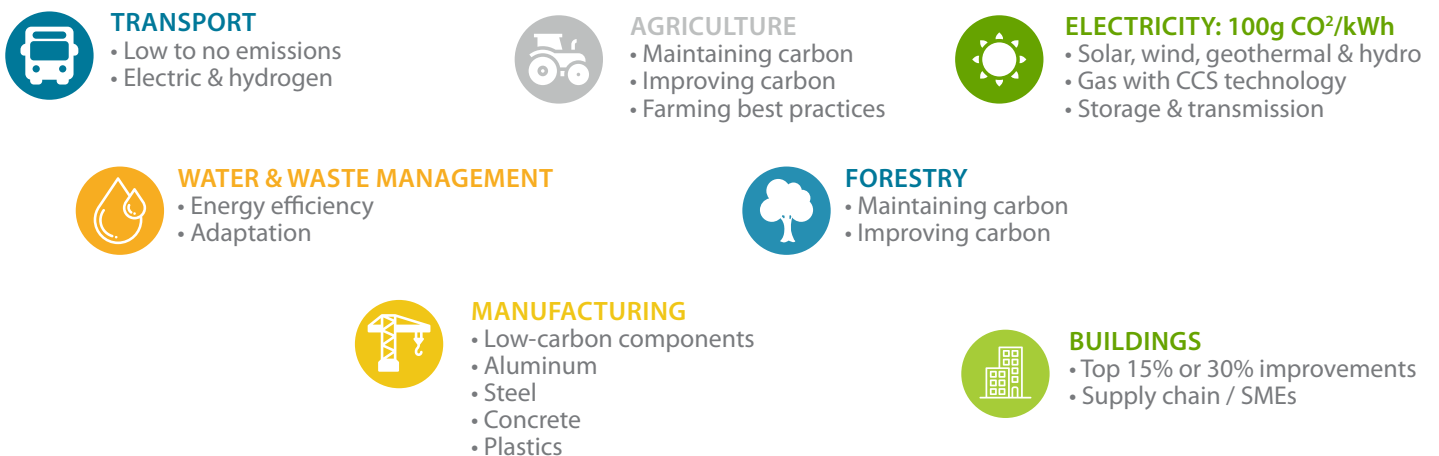 TRANSPORT
• Low to no emissions
• Electric & hydrogen
AGRICULTURE
• Maintaining carbon
• Improving carbon
• Farming best practices
ELECTRICITY: 100g CO²/kWh
• Solar, wind, geothermal & hydro
• Gas with CCS technology
• Storage & transmission
WATER & WASTE MANAGEMENT
• Energy efficiency
• Adaptation
FORESTRY
• Maintaining carbon
• Improving carbon
MANUFACTURING
• Low-carbon components
• Aluminum
• Steel
• Concrete
• Plastics
BUILDINGS
• Top 15% or 30% improvements
• Supply chain / SMEs